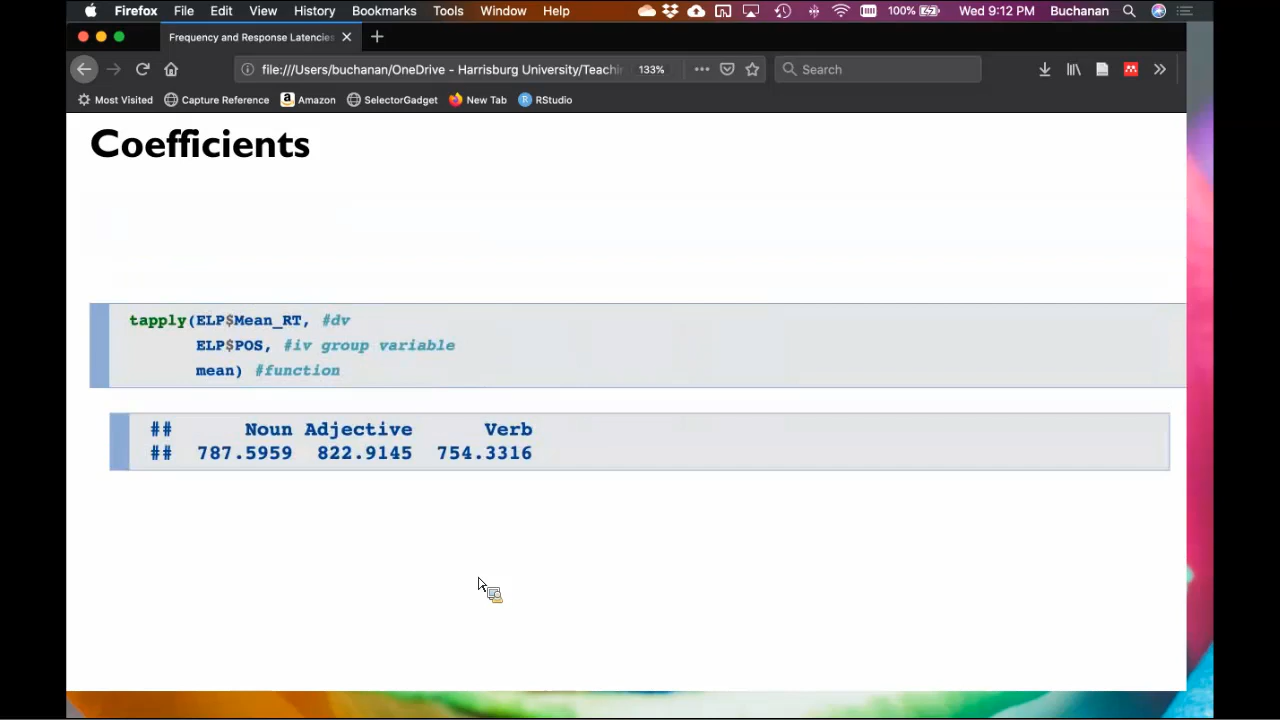 Firefox File Edit View History Bookmarks Tools Window Help 100% Wed 9:12 PM Buchanan
Frequency and Response Latencies
file:///Users/buchanan/OneDrive - Harrisburg University/Teachin 133% Search
Most Visited Capture Reference Amazon SelectorGadget New Tab RStudio
Coefficients
tapply(ELP$Mean_RT, #dv
ELP$POS, #iv group variable
mean) #function
## Noun Adjective Verb
## 787.5959 822.9145 754.3316